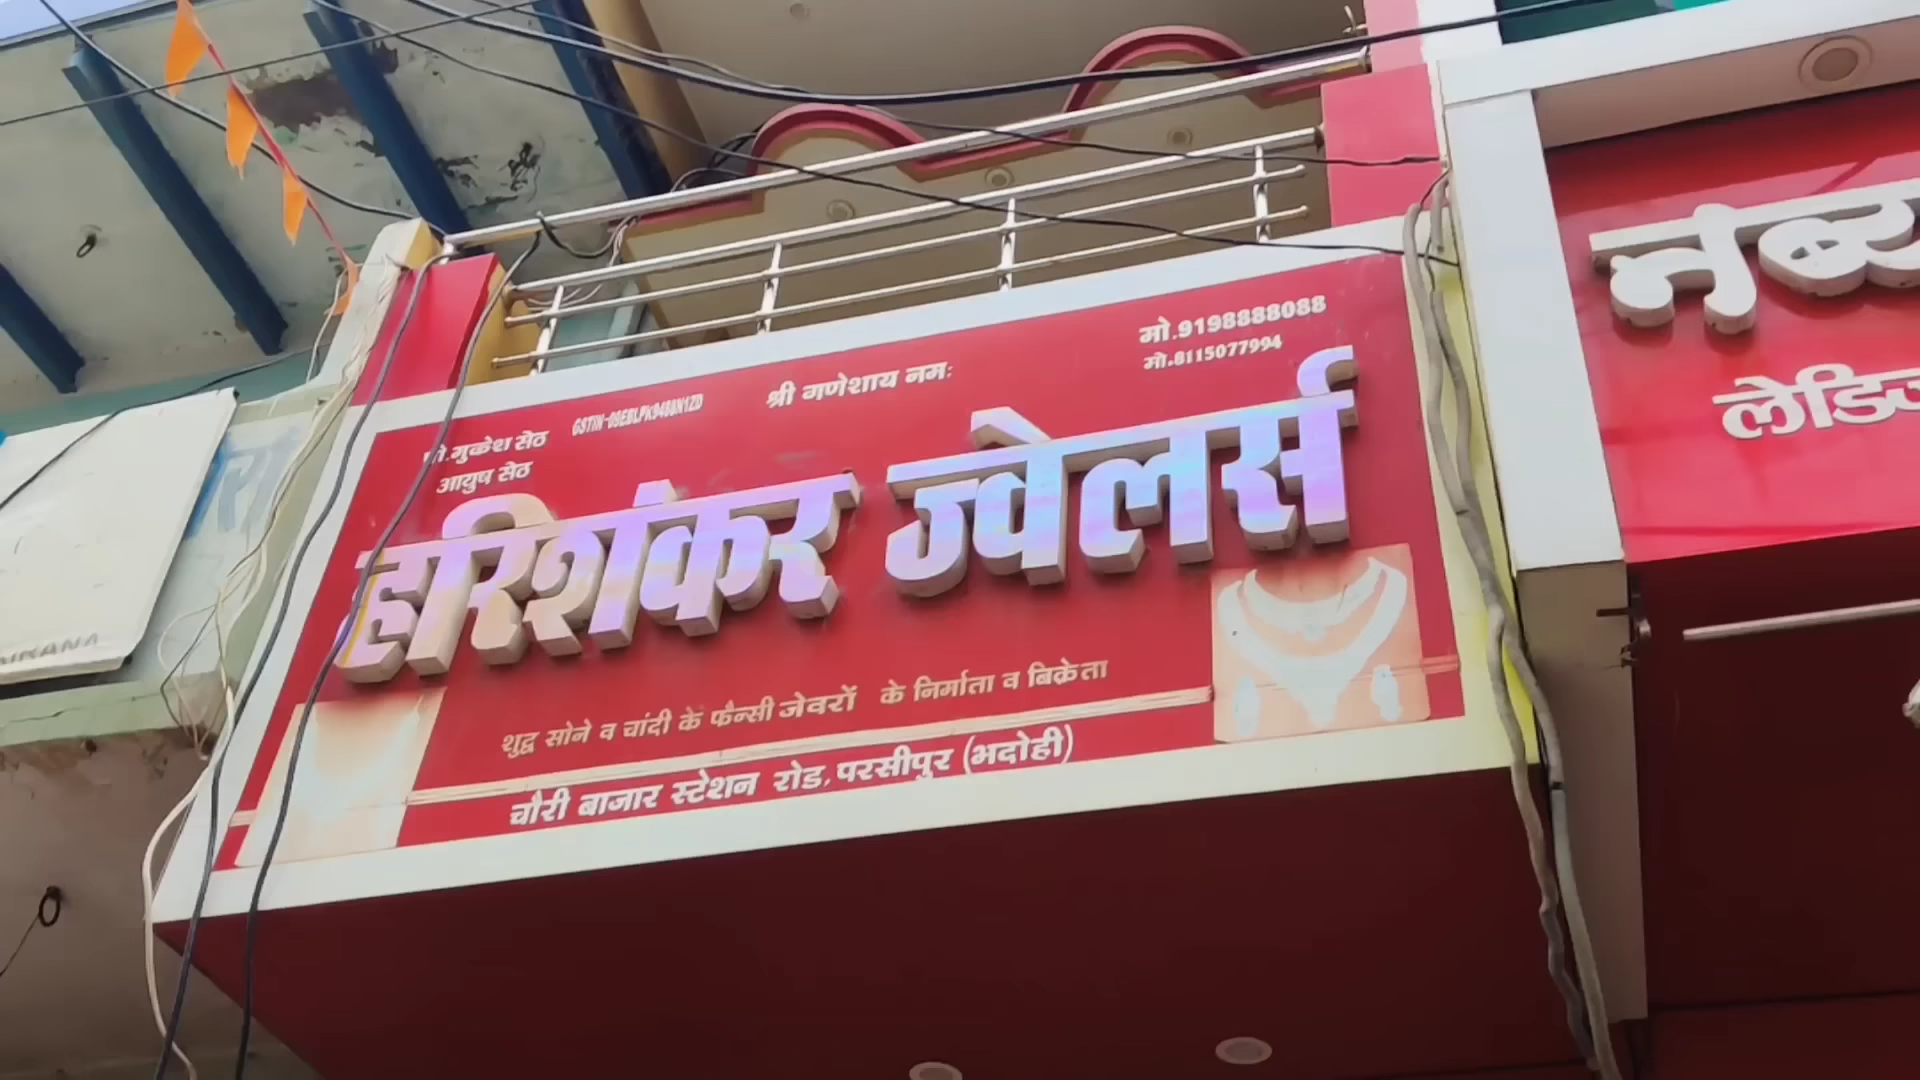 श्री गणेशाय नमः
मो.9198888088
मो.8115077994
प्रो.मुकेश सेठ
आयुष सेठ
हरिशंकर ज्वेलर्स
शुद्ध सोने व चांदी के फैन्सी जेवरों के निर्माता व बिक्रेता
चौरी बाजार स्टेशन रोड, परसीपुर (भदोही)